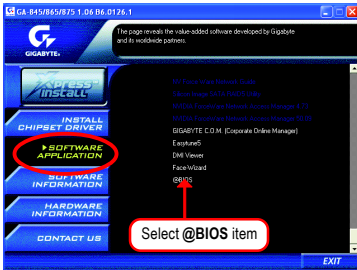 GA-845/865/875 1.06 B6.0126.1
GIGABYTE
The page reveals the value-added software developed by Gigabyte
and its worldwide partners.
Xpress
Install
INSTALL
CHIPSET DRIVER
SOFTWARE
APPLICATION
SOFTWARE
INFORMATION
HARDWARE
INFORMATION
CONTACT US
GIGABYTE C.O.M. (Corporate Online Manager)
Easytune5
DMI Viewer
Face-Wizard
@BIOS
Select @BIOS item
EXIT